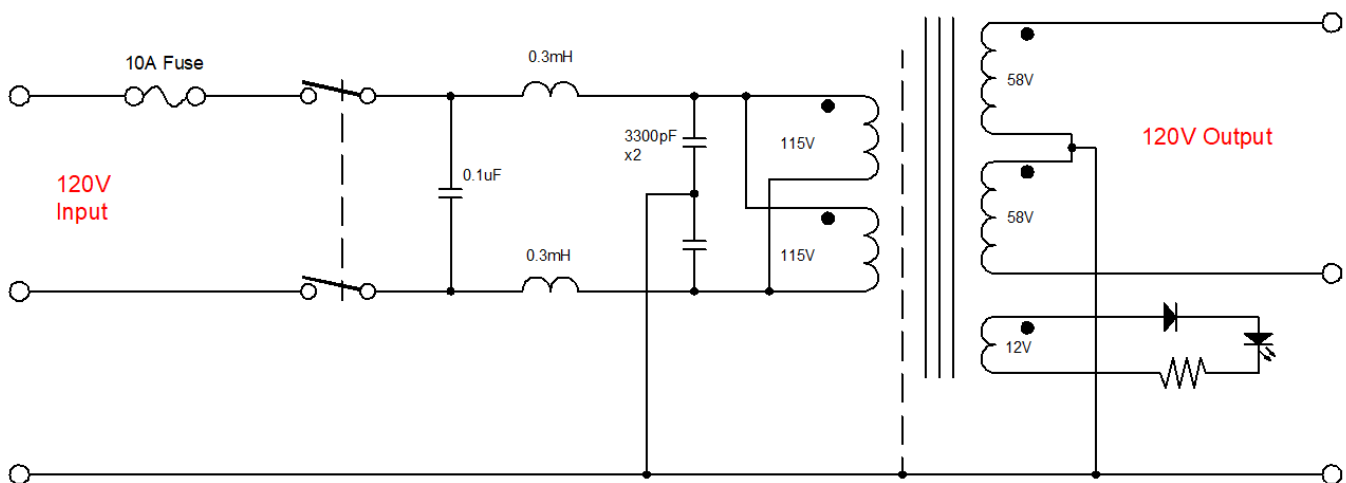 10A Fuse
0.3mH
58V
120V
Input
3300pF
x2
115V
120V Output
0.1uF
58V
0.3mH
115V
12V